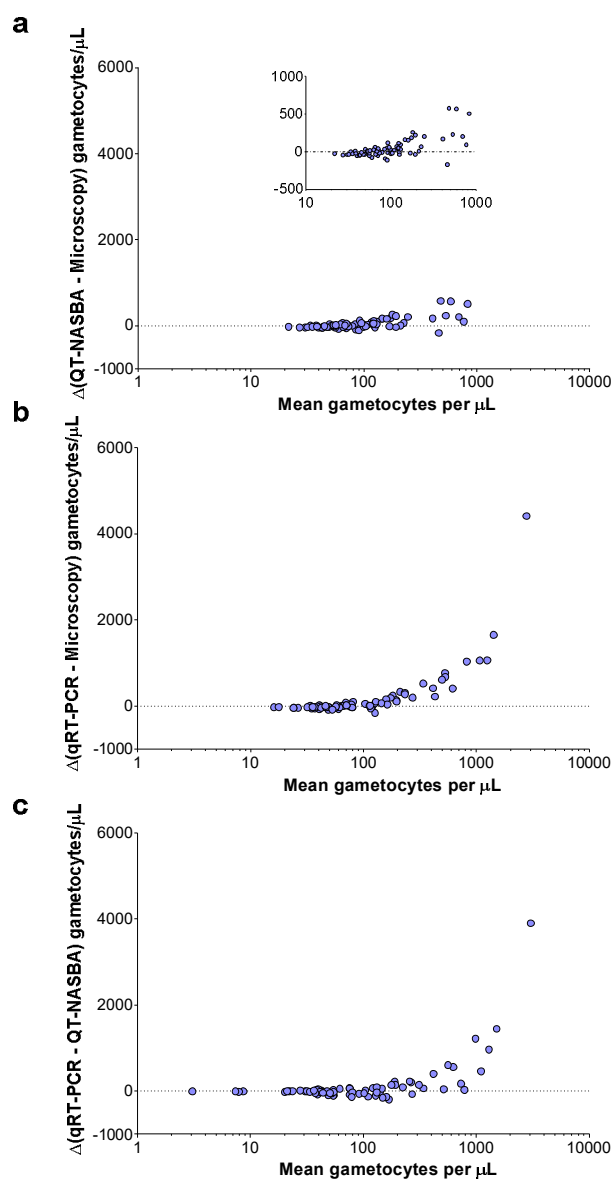 a
Δ(QT-NASBA - Microscopy) gametocytes/μL
6000
4000
2000
0
-1000
1 10 100 1000 10000
Mean gametocytes per μL
1000
500
0
-500
10 100 1000
b
Δ(qRT-PCR - Microscopy) gametocytes/μL
6000
4000
2000
0
-1000
1 10 100 1000 10000
Mean gametocytes per μL
c
Δ(qRT-PCR - QT-NASBA) gametocytes/μL
6000
4000
2000
0
-1000
1 10 100 1000 10000
Mean gametocytes per μL